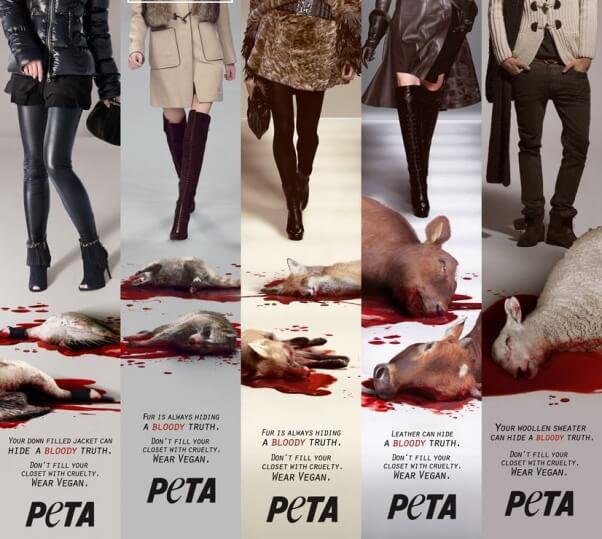 YOUR DOWN FILLED JACKET CAN
HIDE A BLOODY TRUTH.
DON'T FILL YOUR
CLOSET WITH CRUELTY.
WEAR VEGAN.
PETA
FUR IS ALWAYS HIDING
A BLOODY TRUTH.
DON'T FILL YOUR
CLOSET WITH CRUELTY.
WEAR VEGAN.
PETA
FUR IS ALWAYS HIDING
A BLOODY TRUTH.
DON'T FILL YOUR
CLOSET WITH CRUELTY.
WEAR VEGAN.
PETA
LEATHER CAN HIDE
A BLOODY TRUTH.
DON'T FILL YOUR
CLOSET WITH CRUELTY.
WEAR VEGAN.
PETA
YOUR WOOLLEN SWEATER
CAN HIDE A BLOODY TRUTH.
DON'T FILL YOUR
CLOSET WITH CRUELTY.
WEAR VEGAN.
PETA